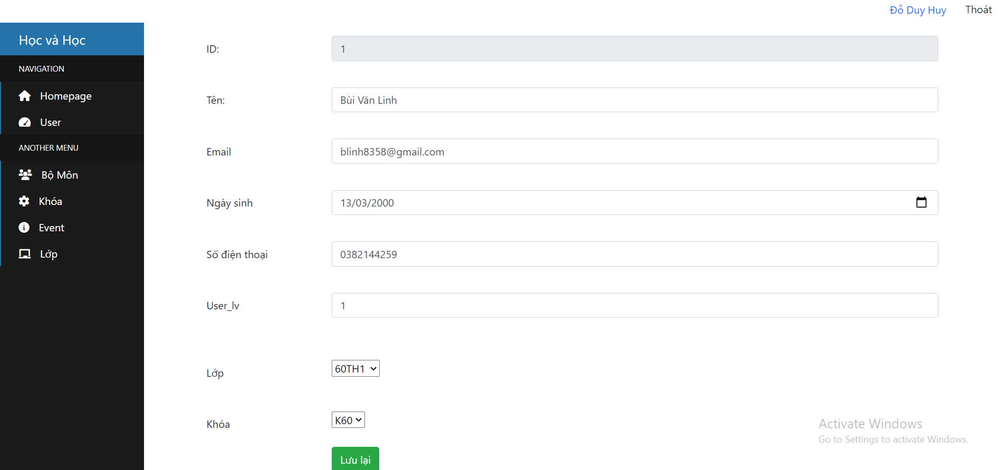 Đỗ Duy Huy Thoát
Học và Học
NAVIGATION
Homepage
User
ANOTHER MENU
Bộ Môn
Khóa
Event
Lớp
ID: 1
Tên: Bùi Văn Linh
Email blinh8358@gmail.com
Ngày sinh 13/03/2000
Số điện thoại 0382144259
User_lv 1
Lớp 60TH1
Khóa K60
Lưu lại
Activate Windows
Go to Settings to activate Windows.